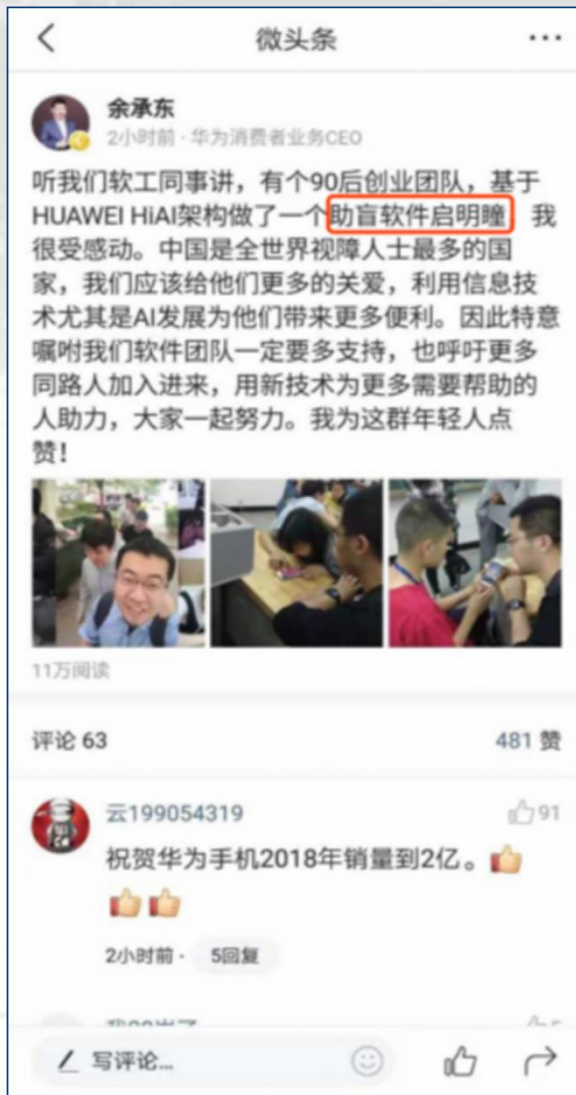 微头条
余承东
2小时前·华为消费者业务CEO
听我们软工同事讲，有个90后创业团队，基于
HUAWEI HiAI架构做了一个助盲软件启明瞳 我
很受感动。中国是全世界视障人士最多的国
家，我们应该给他们更多的关爱，利用信息技
术尤其是AI发展为他们带来更多便利。因此特意
嘱咐我们软件团队一定要多支持，也呼吁更多
同路人加入进来，用新技术为更多需要帮助的
人助力，大家一起努力。我为这群年轻人点
赞！
11万阅读
评论 63
481 赞
云199054319
91
祝贺华为手机2018年销量到2亿。
2小时前· 5回复
写评论...